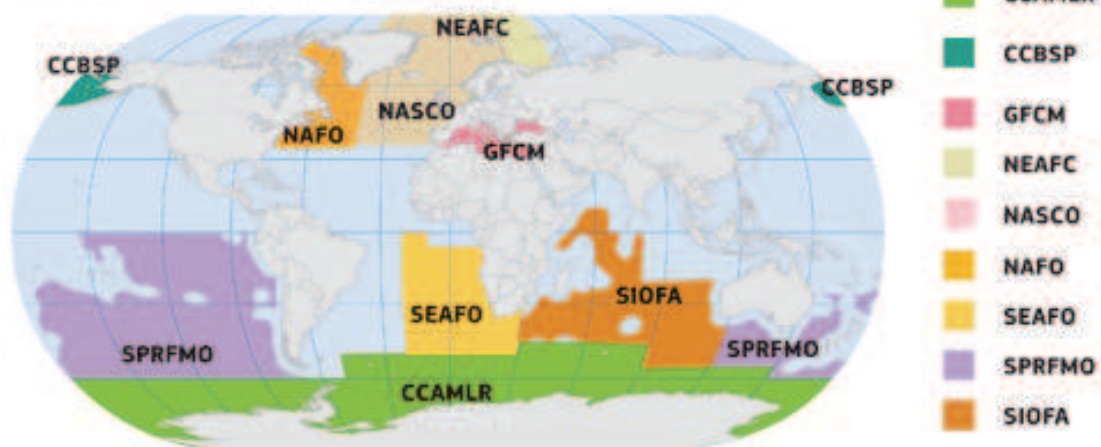 CCAMLR
NEAFC
CCBSP
CCBSP
CCBSP
NASCO
NAFO
GFCM
GFCM
NEAFC
NASCO
NAFO
SIOFA
SEAFO
SEAFO
SPRFMO
SPRFMO
SPRFMO
CCAMLR
SIOFA